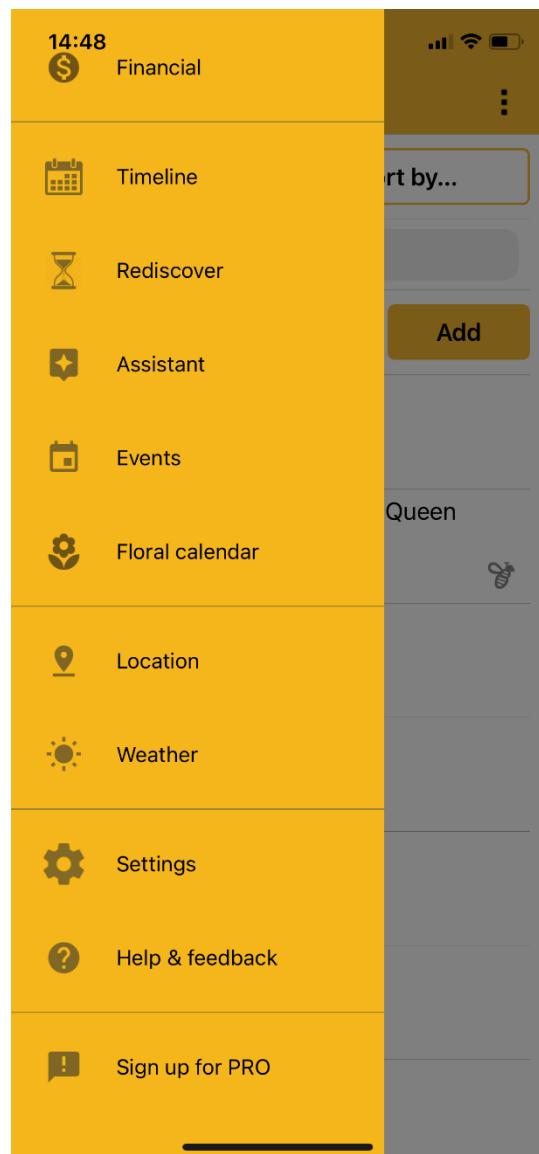 14:48
Financial
Timeline
rt by...
Rediscover
Assistant
Add
Events
Queen
Floral calendar
Location
Weather
Settings
Help & feedback
Sign up for PRO